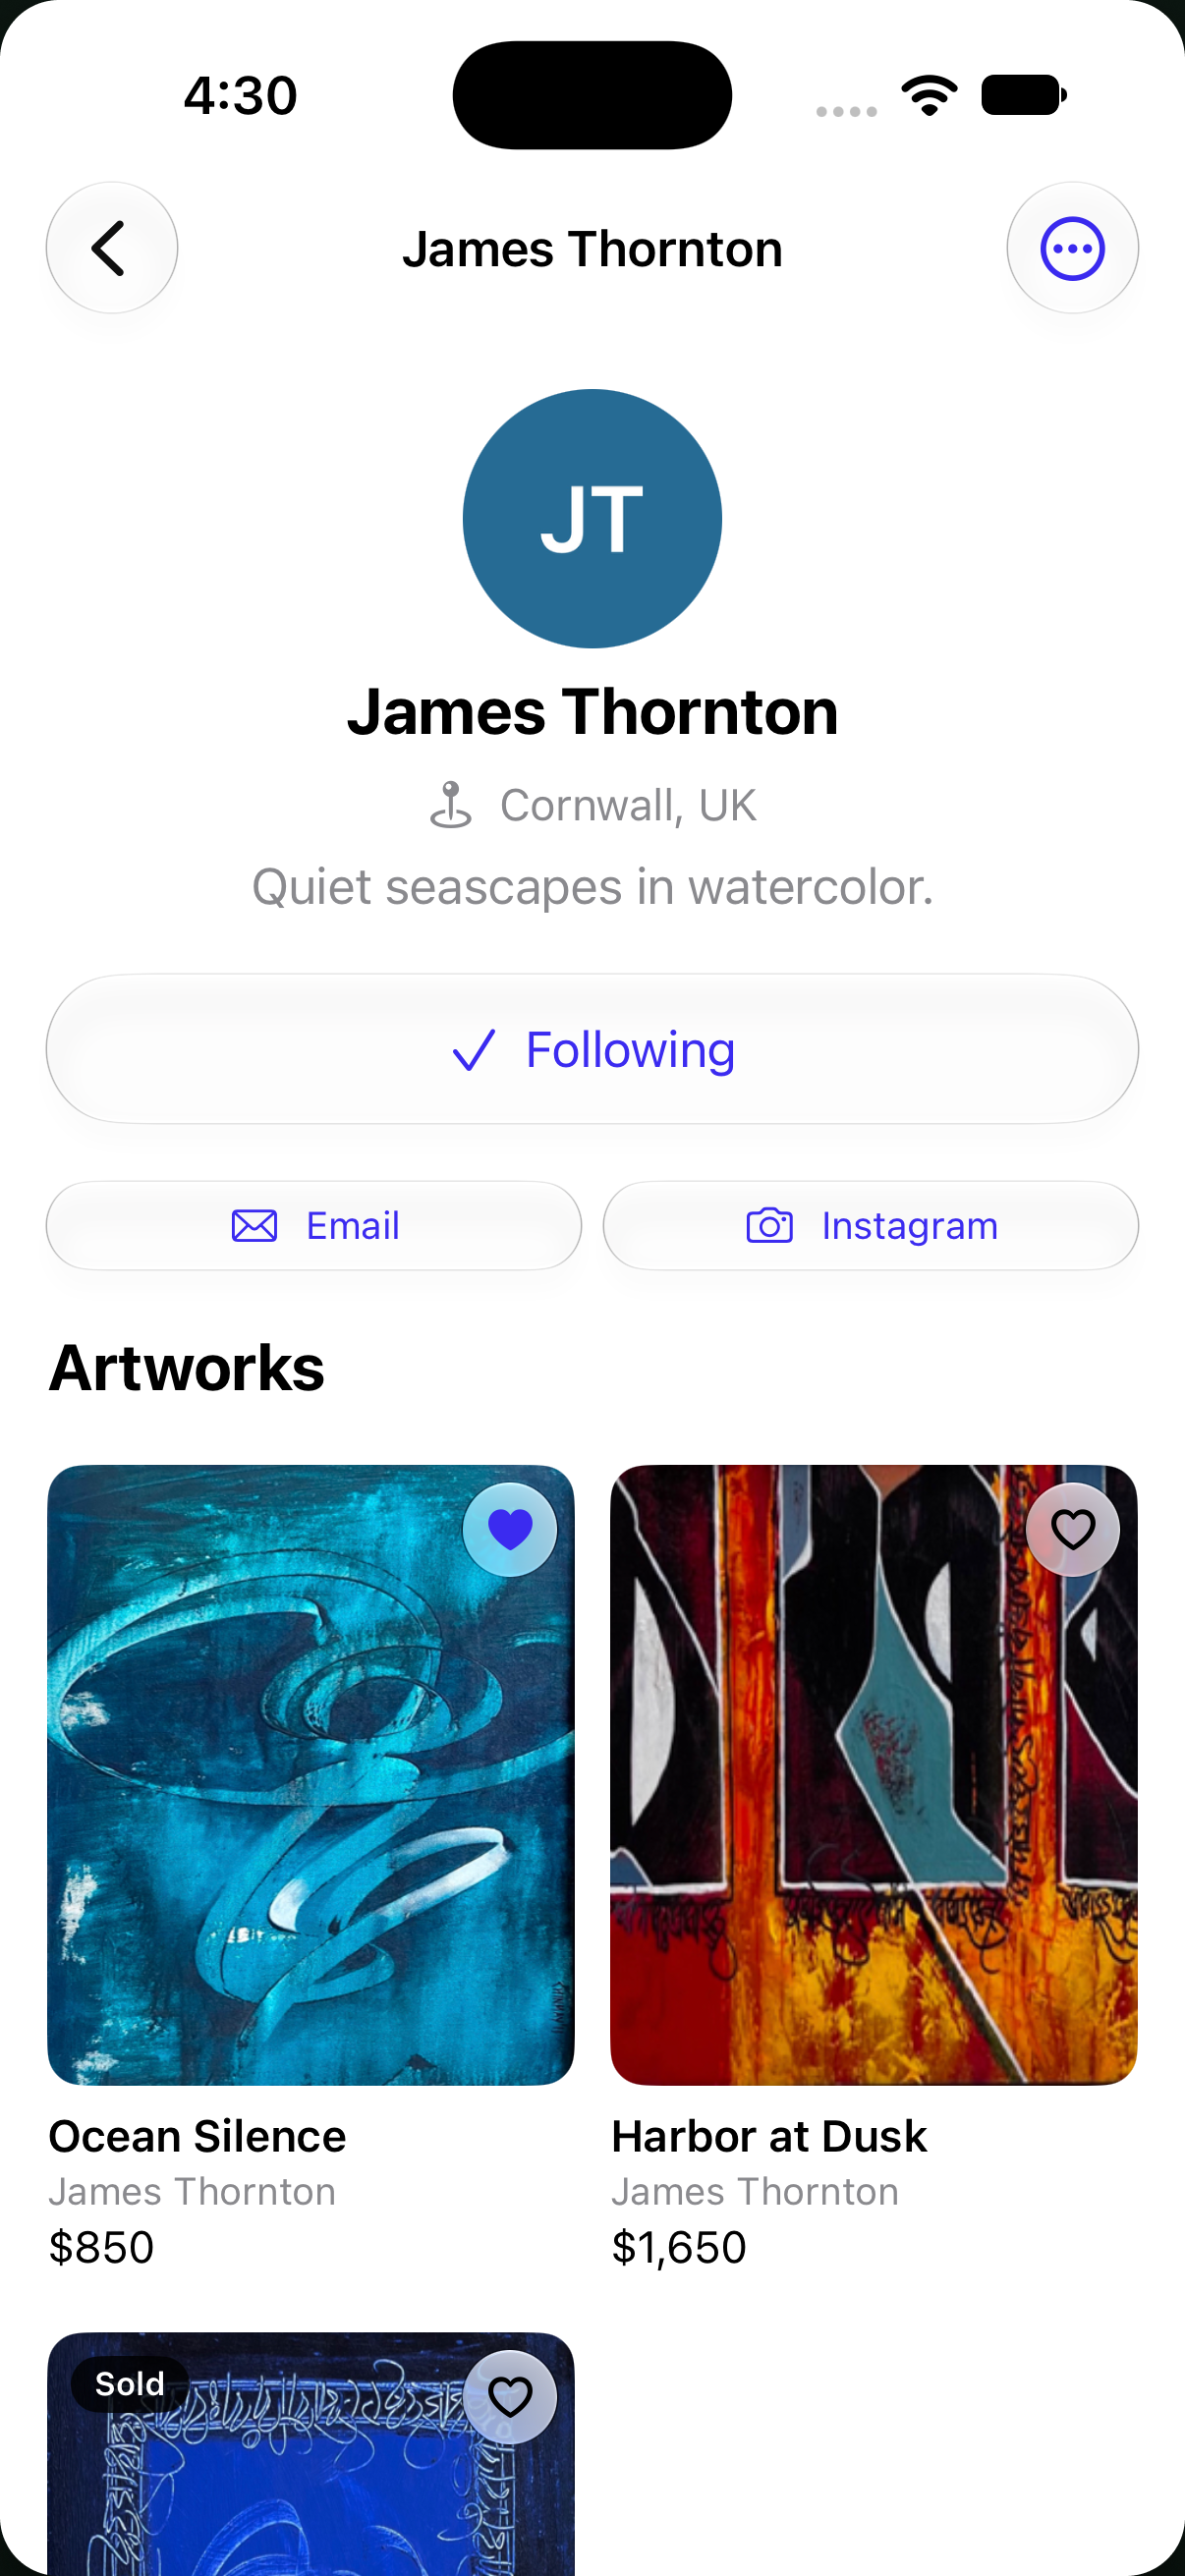 4:30
James Thornton
JT
James Thornton
Cornwall, UK
Quiet seascapes in watercolor.
Following
Email
Instagram
Artworks
Ocean Silence
James Thornton
$850
Harbor at Dusk
James Thornton
$1,650
Sold